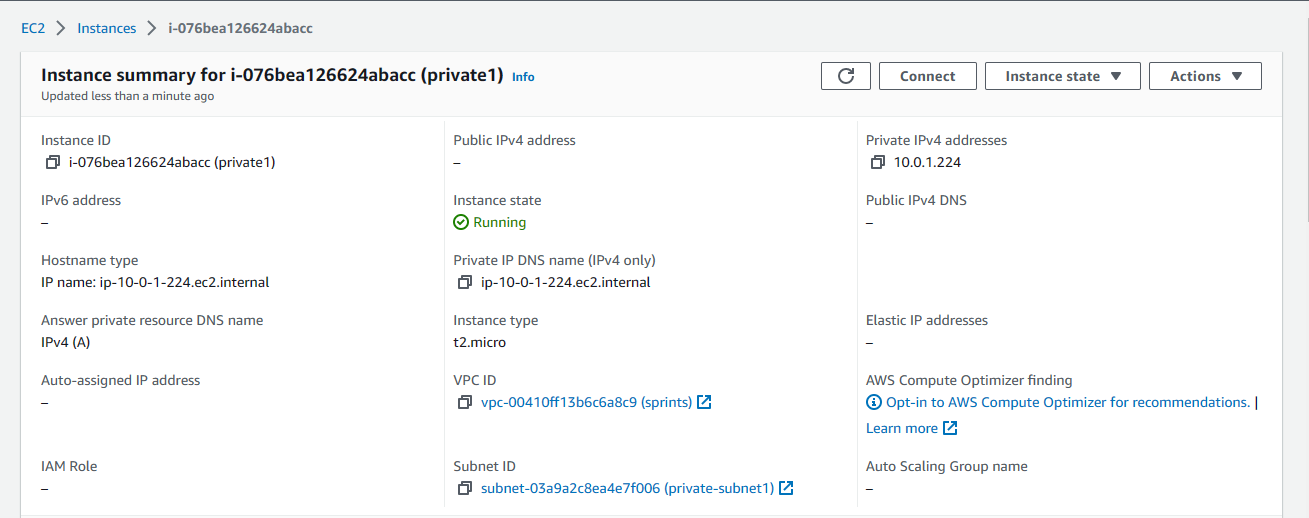 EC2 > Instances > i-076bea126624abacc
Instance summary for i-076bea126624abacc (private1) Info
Updated less than a minute ago
Connect
Instance state
Actions
Instance ID
i-076bea126624abacc (private1)
Public IPv4 address
–
Private IPv4 addresses
10.0.1.224
IPv6 address
–
Instance state
Running
Public IPv4 DNS
–
Hostname type
IP name: ip-10-0-1-224.ec2.internal
Private IP DNS name (IPv4 only)
ip-10-0-1-224.ec2.internal
Answer private resource DNS name
IPv4 (A)
Instance type
t2.micro
Elastic IP addresses
–
Auto-assigned IP address
–
VPC ID
vpc-00410ff13b6c6a8c9 (sprints)
AWS Compute Optimizer finding
Opt-in to AWS Compute Optimizer for recommendations. |
Learn more
IAM Role
–
Subnet ID
subnet-03a9a2c8ea4e7f006 (private-subnet1)
Auto Scaling Group name
–